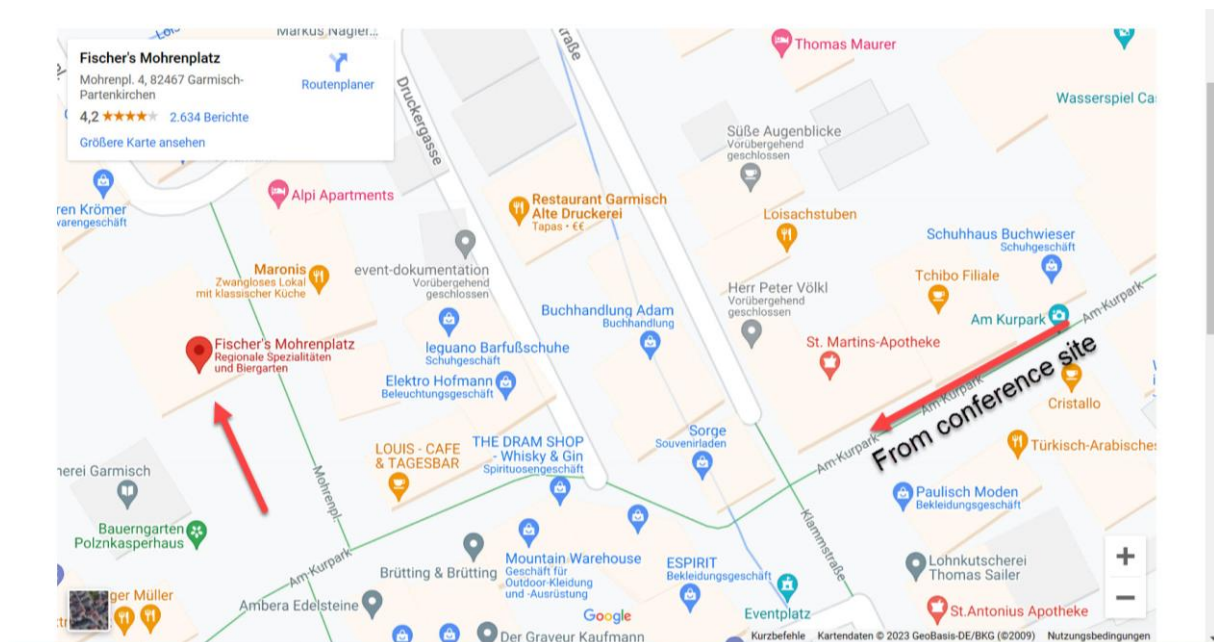 Markus Nagler...
Fischer's Mohrenplatz
Mohrenpl. 4, 82467 Garmisch-
Partenkirchen
4,2
2.634 Berichte
Größere Karte ansehen
Routenplaner
Druckergasse
Thomas Maurer
Wasserspiel Ca
Süße Augenblicke
Vorübergehend
geschlossen
Alpi Apartments
ren Krömer
warengeschäft
Restaurant Garmisch
Alte Druckerei
Tapas • €€
Loisachstuben
Schuhhaus Buchwieser
Schuhgeschäft
Maronis
Zwangloses Lokal
mit klassischer Küche
event-dokumentation
Vorübergehend
geschlossen
Herr Peter Völkl
Vorübergehend
geschlossen
Tchibo Filiale
Buchhandlung Adam
Buchhandlung
Am Kurpark
Am-Kurpark
Fischer's Mohrenplatz
Regionale Spezialitäten
und Biergarten
leguano Barfußschuhe
Schuhgeschäft
St. Martins-Apotheke
Elektro Hofmann
Beleuchtungsgeschäft
From conference site
Am-Kurpark
Cristallo
LOUIS - CAFE
& TAGESBAR
THE DRAM SHOP
- Whisky & Gin
Spirituosengeschäft
Sorge
Souvenirladen
Am-Kurpark
Türkisch-Arabisches
nerei Garmisch
Mohrenpl.
Paulisch Moden
Bekleidungsgeschäft
Bauerngarten
Polznkasperhaus
Klammstraße
Am-Kurpark
Brütting & Brütting
Mountain Warehouse
Geschäft für
Outdoor-Kleidung
und -Ausrüstung
ESPIRIT
Bekleidungsgeschäft
Lohnkutscherei
Thomas Sailer
ger Müller
Ambera Edelsteine
Google
Eventplatz
St.Antonius Apotheke
Der Graveur Kaufmann
Kurzbefehle
Kartendaten © 2023 GeoBasis-DE/BKG (©2009)
Nutzungsbedingungen